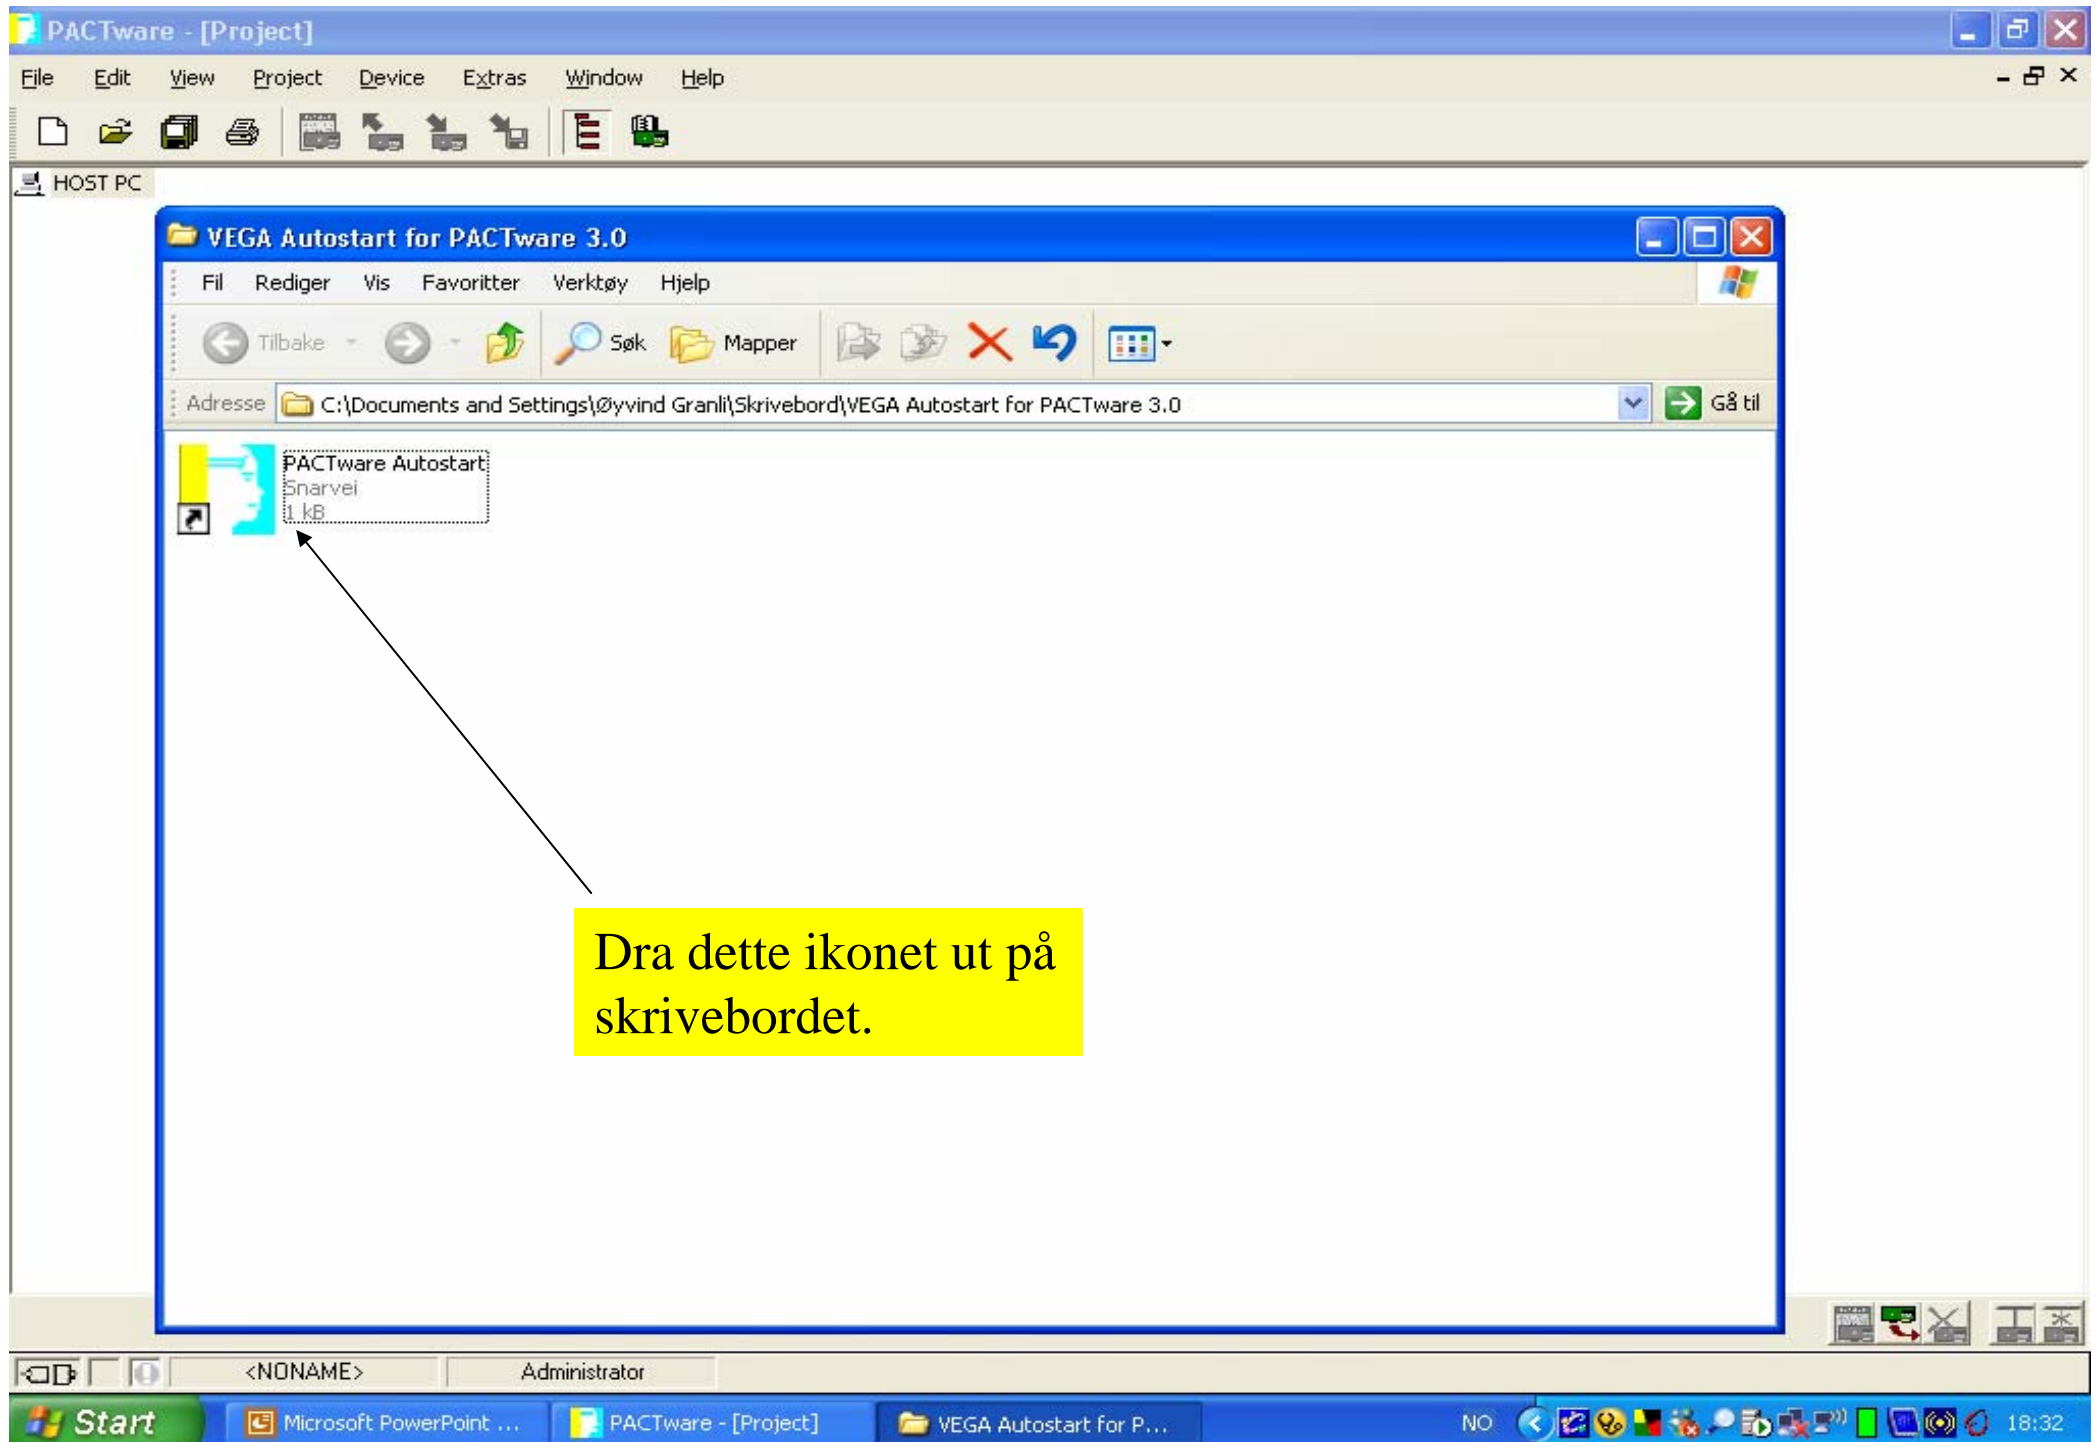 PACTware - [Project]
File Edit View Project Device Extras Window Help
HOST PC
VEGA Autostart for PACTware 3.0
Fil Rediger Vis Favoritter Verktøy Hjelp
Tilbake Søk Mapper
Adresse C:\Documents and Settings\Øyvind Granli\Skrivebord\VEGA Autostart for PACTware 3.0 Gå til
PACTware Autostart
Snarvei
1 kB
Dra dette ikonet ut på
skrivebordet.
<NONAME> Administrator
Start Microsoft PowerPoint ... PACTware - [Project] VEGA Autostart for P... NO 18:32